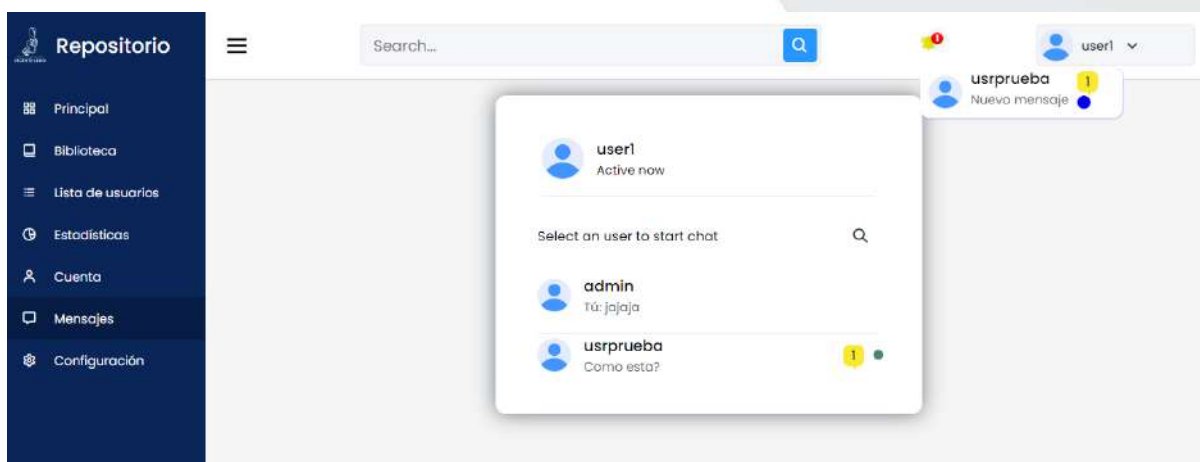 Repositorio
Search...
user1
usrprueba
1
Nuevo mensaje
Principal
Biblioteca
Lista de usuarios
Estadísticas
Cuenta
Mensajes
Configuración
user1
Active now
Select an user to start chat
admin
Tú: jajaja
usrprueba
Como esta?
1